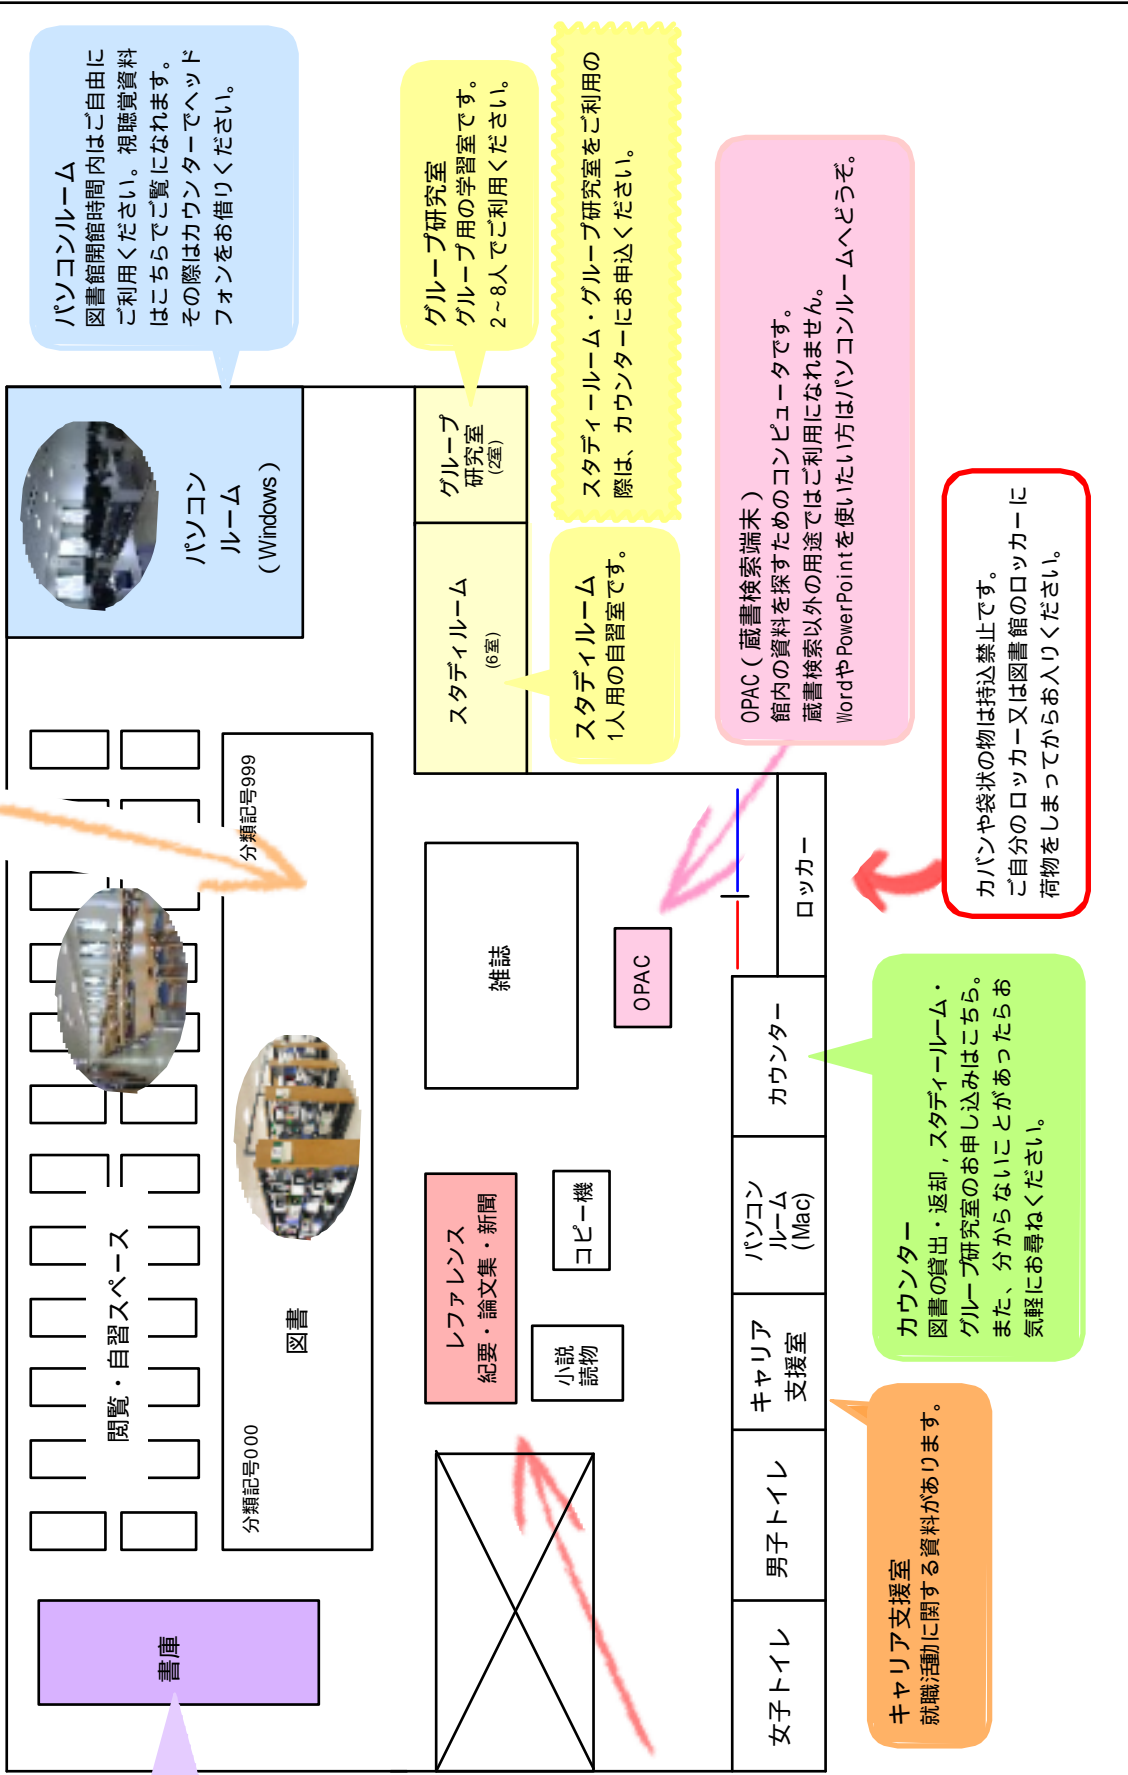 パソコンルーム
図書館開館時間内はご自由に
ご利用ください。視聴覚資料
はこちらでご覧になれます。
その際はカウンターでヘッド
フォンをお借りください。
グループ研究室
グループ用の学習室です。
2~8人でご利用ください。
スタディールーム・グループ研究室をご利用の
際は、カウンターにお申込ください。
パソコン
ルーム
(Windows)
グループ
研究室
(2室)
スタディルーム
(6室)
スタディルーム
1人用の自習室です。
OPAC(蔵書検索端末)
館内の資料を探すためのコンピュータです。
蔵書検索以外の用途ではご利用になれません。
WordやPowerPointを使いたい方はパソコンルームへどうぞ。
カバンや袋状の物は持込禁止です。
ご自分のロッカー又は図書館のロッカーに
荷物をしまってからお入りください。
閲覧・自習スペース
分類記号999
図書
分類記号000
書庫
雑誌
OPAC
レファレンス
紀要・論文集・新聞
コピー機
小説
読物
ロッカー
カウンター
パソコン
ルーム
(Mac)
キャリア
支援室
男子トイレ
女子トイレ
カウンター
図書の貸出・返却,スタディールーム・
グループ研究室のお申し込みはこちら。
また、分からないことがあったらお
気軽にお尋ねください。
キャリア支援室
就職活動に関する資料があります。